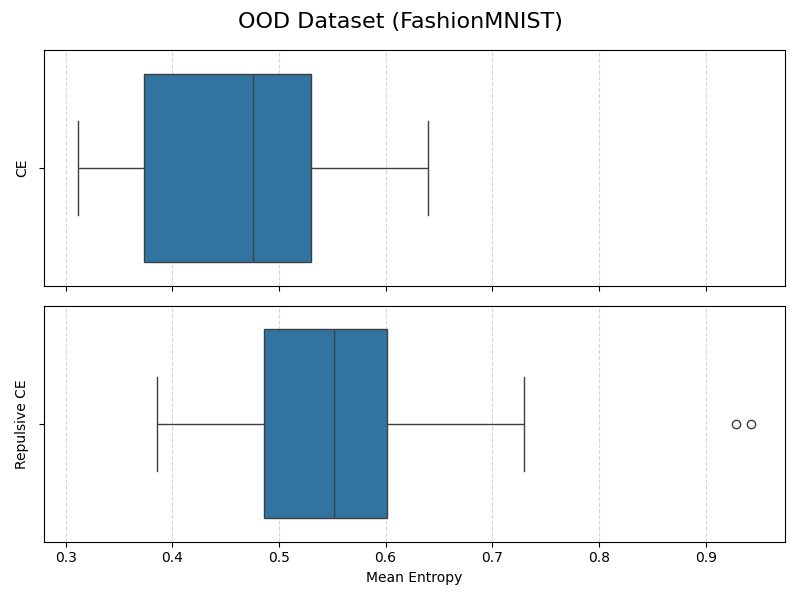 OOD Dataset (FashionMNIST)
CE
Repulsive CE
0.3 0.4 0.5 0.6 0.7 0.8 0.9
Mean Entropy